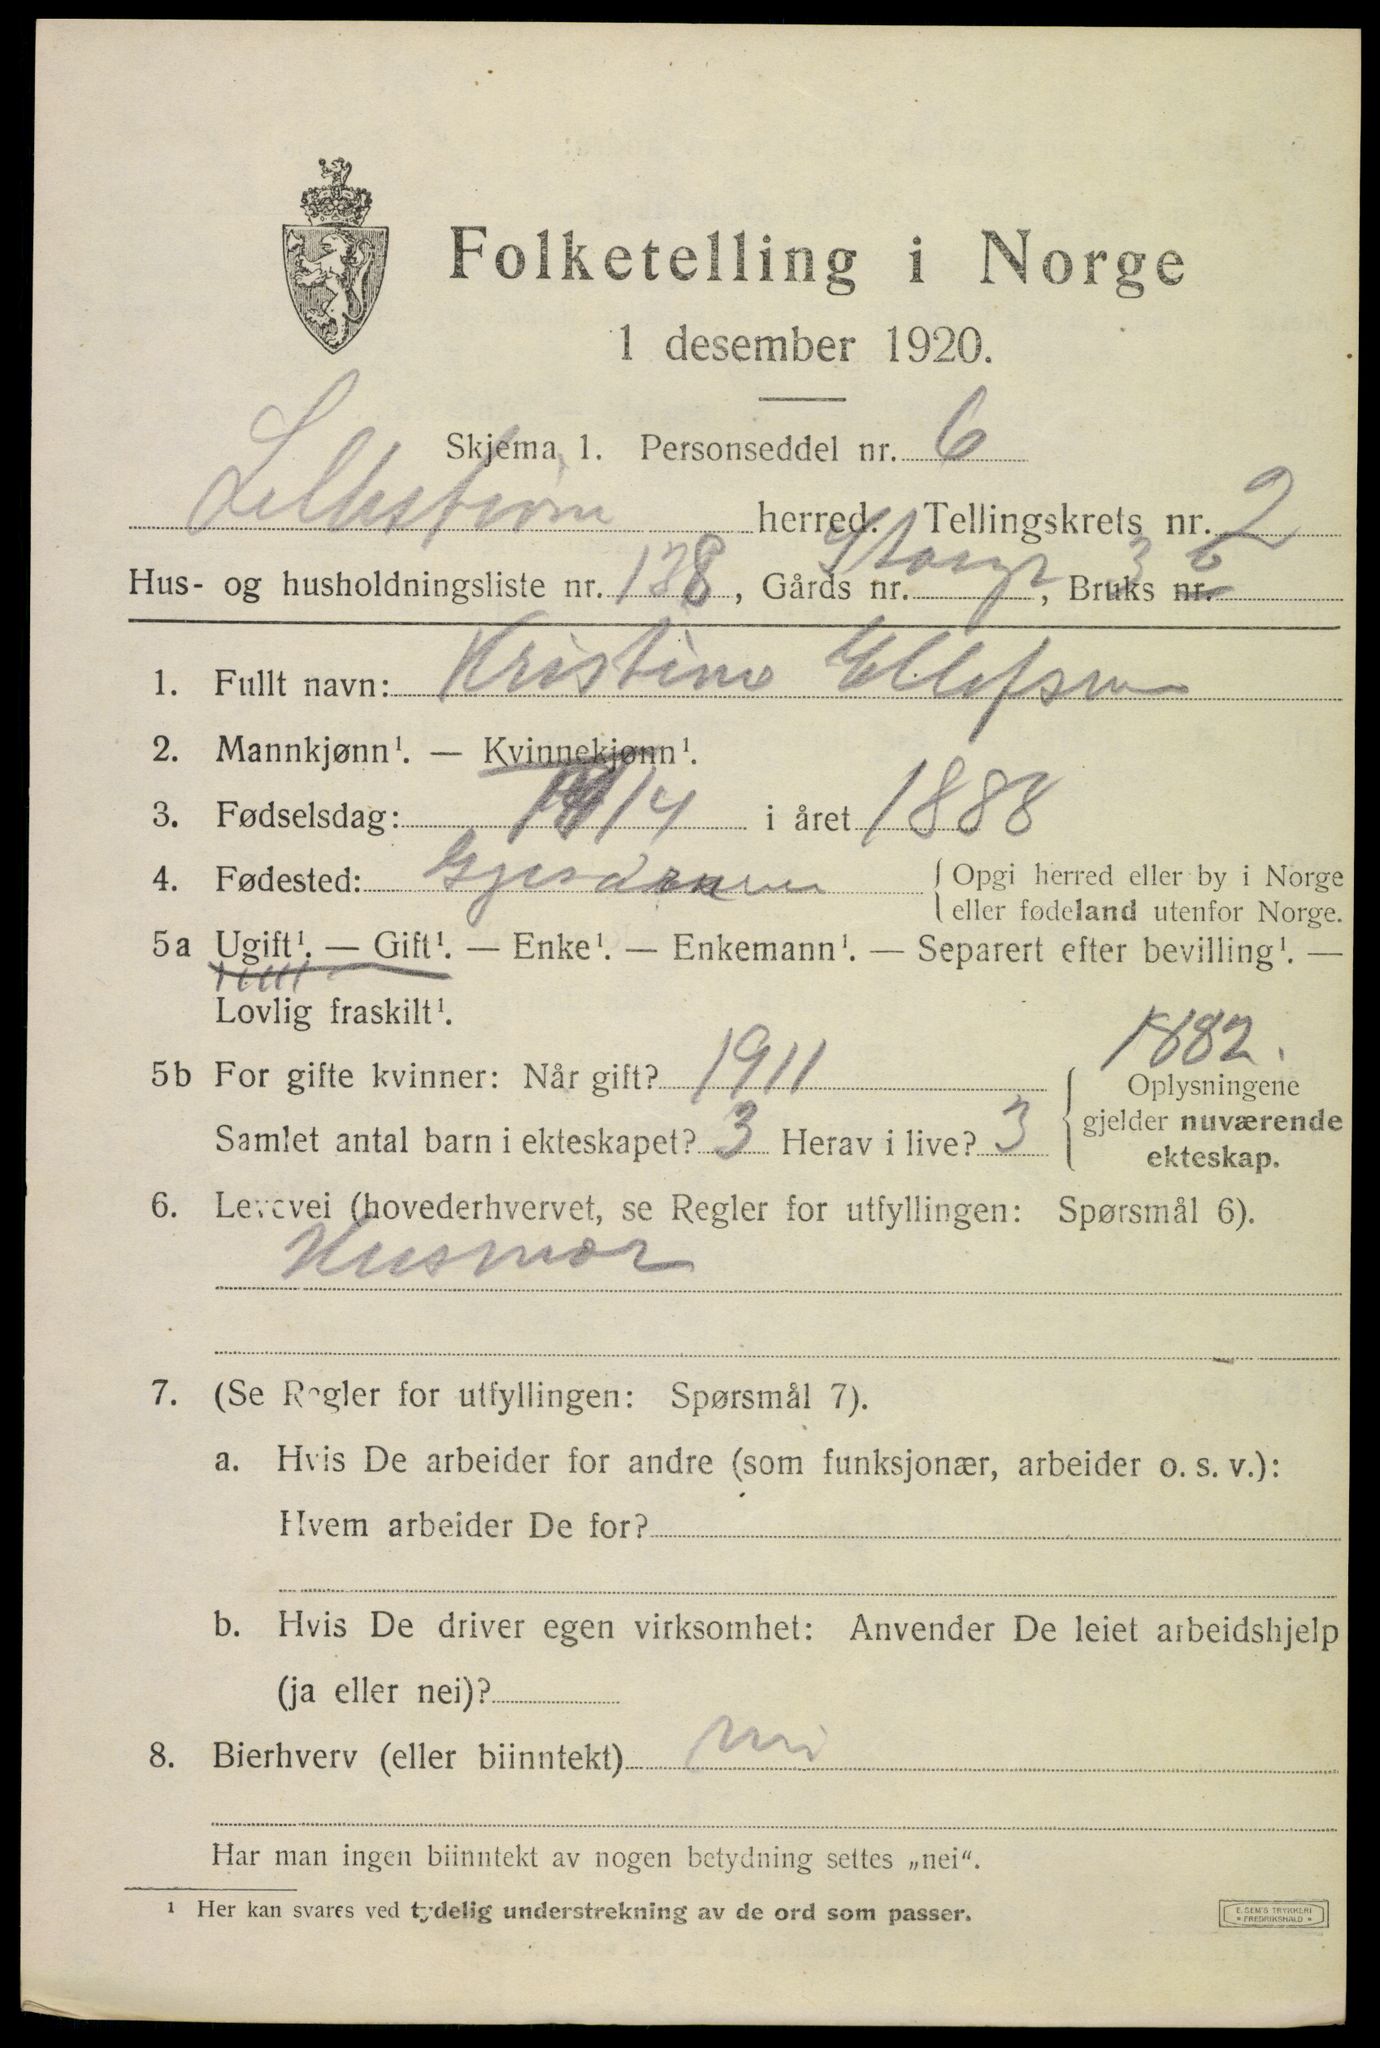 Folketelling i Norge
1 desember 1920.
Skjema 1. Personseddel nr. 6
Lillestrøm herred. Tellingskrets nr. 2
Hus- og husholdningsliste nr. 138, Gårds nr. Storgt 36, Bruks nr.
1. Fullt navn: Kristine Ellefsen
2. Mannkjønn¹. — Kvinnekjønn¹.
3. Fødselsdag: 14 i året 1888
4. Fødested: { Opgi herred eller by i Norge
eller fødeland utenfor Norge.
5a Ugift¹. — Gift¹. — Enke¹. — Enkemann¹. — Separert efter bevilling¹. —
Lovlig fraskilt¹.
1882.
5b For gifte kvinner: Når gift? 1911 { Oplysningene
gjelder nuværende
ekteskap.
Samlet antal barn i ekteskapet? 3 Herav i live? 3
6. Levevei (hovederhvervet, se Regler for utfyllingen: Spørsmål 6).
Husmor
7. (Se Regler for utfyllingen: Spørsmål 7).
a. Hvis De arbeider for andre (som funksjonær, arbeider o. s. v.):
Hvem arbeider De for?
b. Hvis De driver egen virksomhet: Anvender De leiet arbeidshjelp
(ja eller nei)?
8. Bierhverv (eller biinntekt) nei
Har man ingen biinntekt av nogen betydning settes „nei“.
¹ Her kan svares ved tydelig understrekning av de ord som passer.
E. SEM'S TRYKKERI
* FREDRIKSHALD *